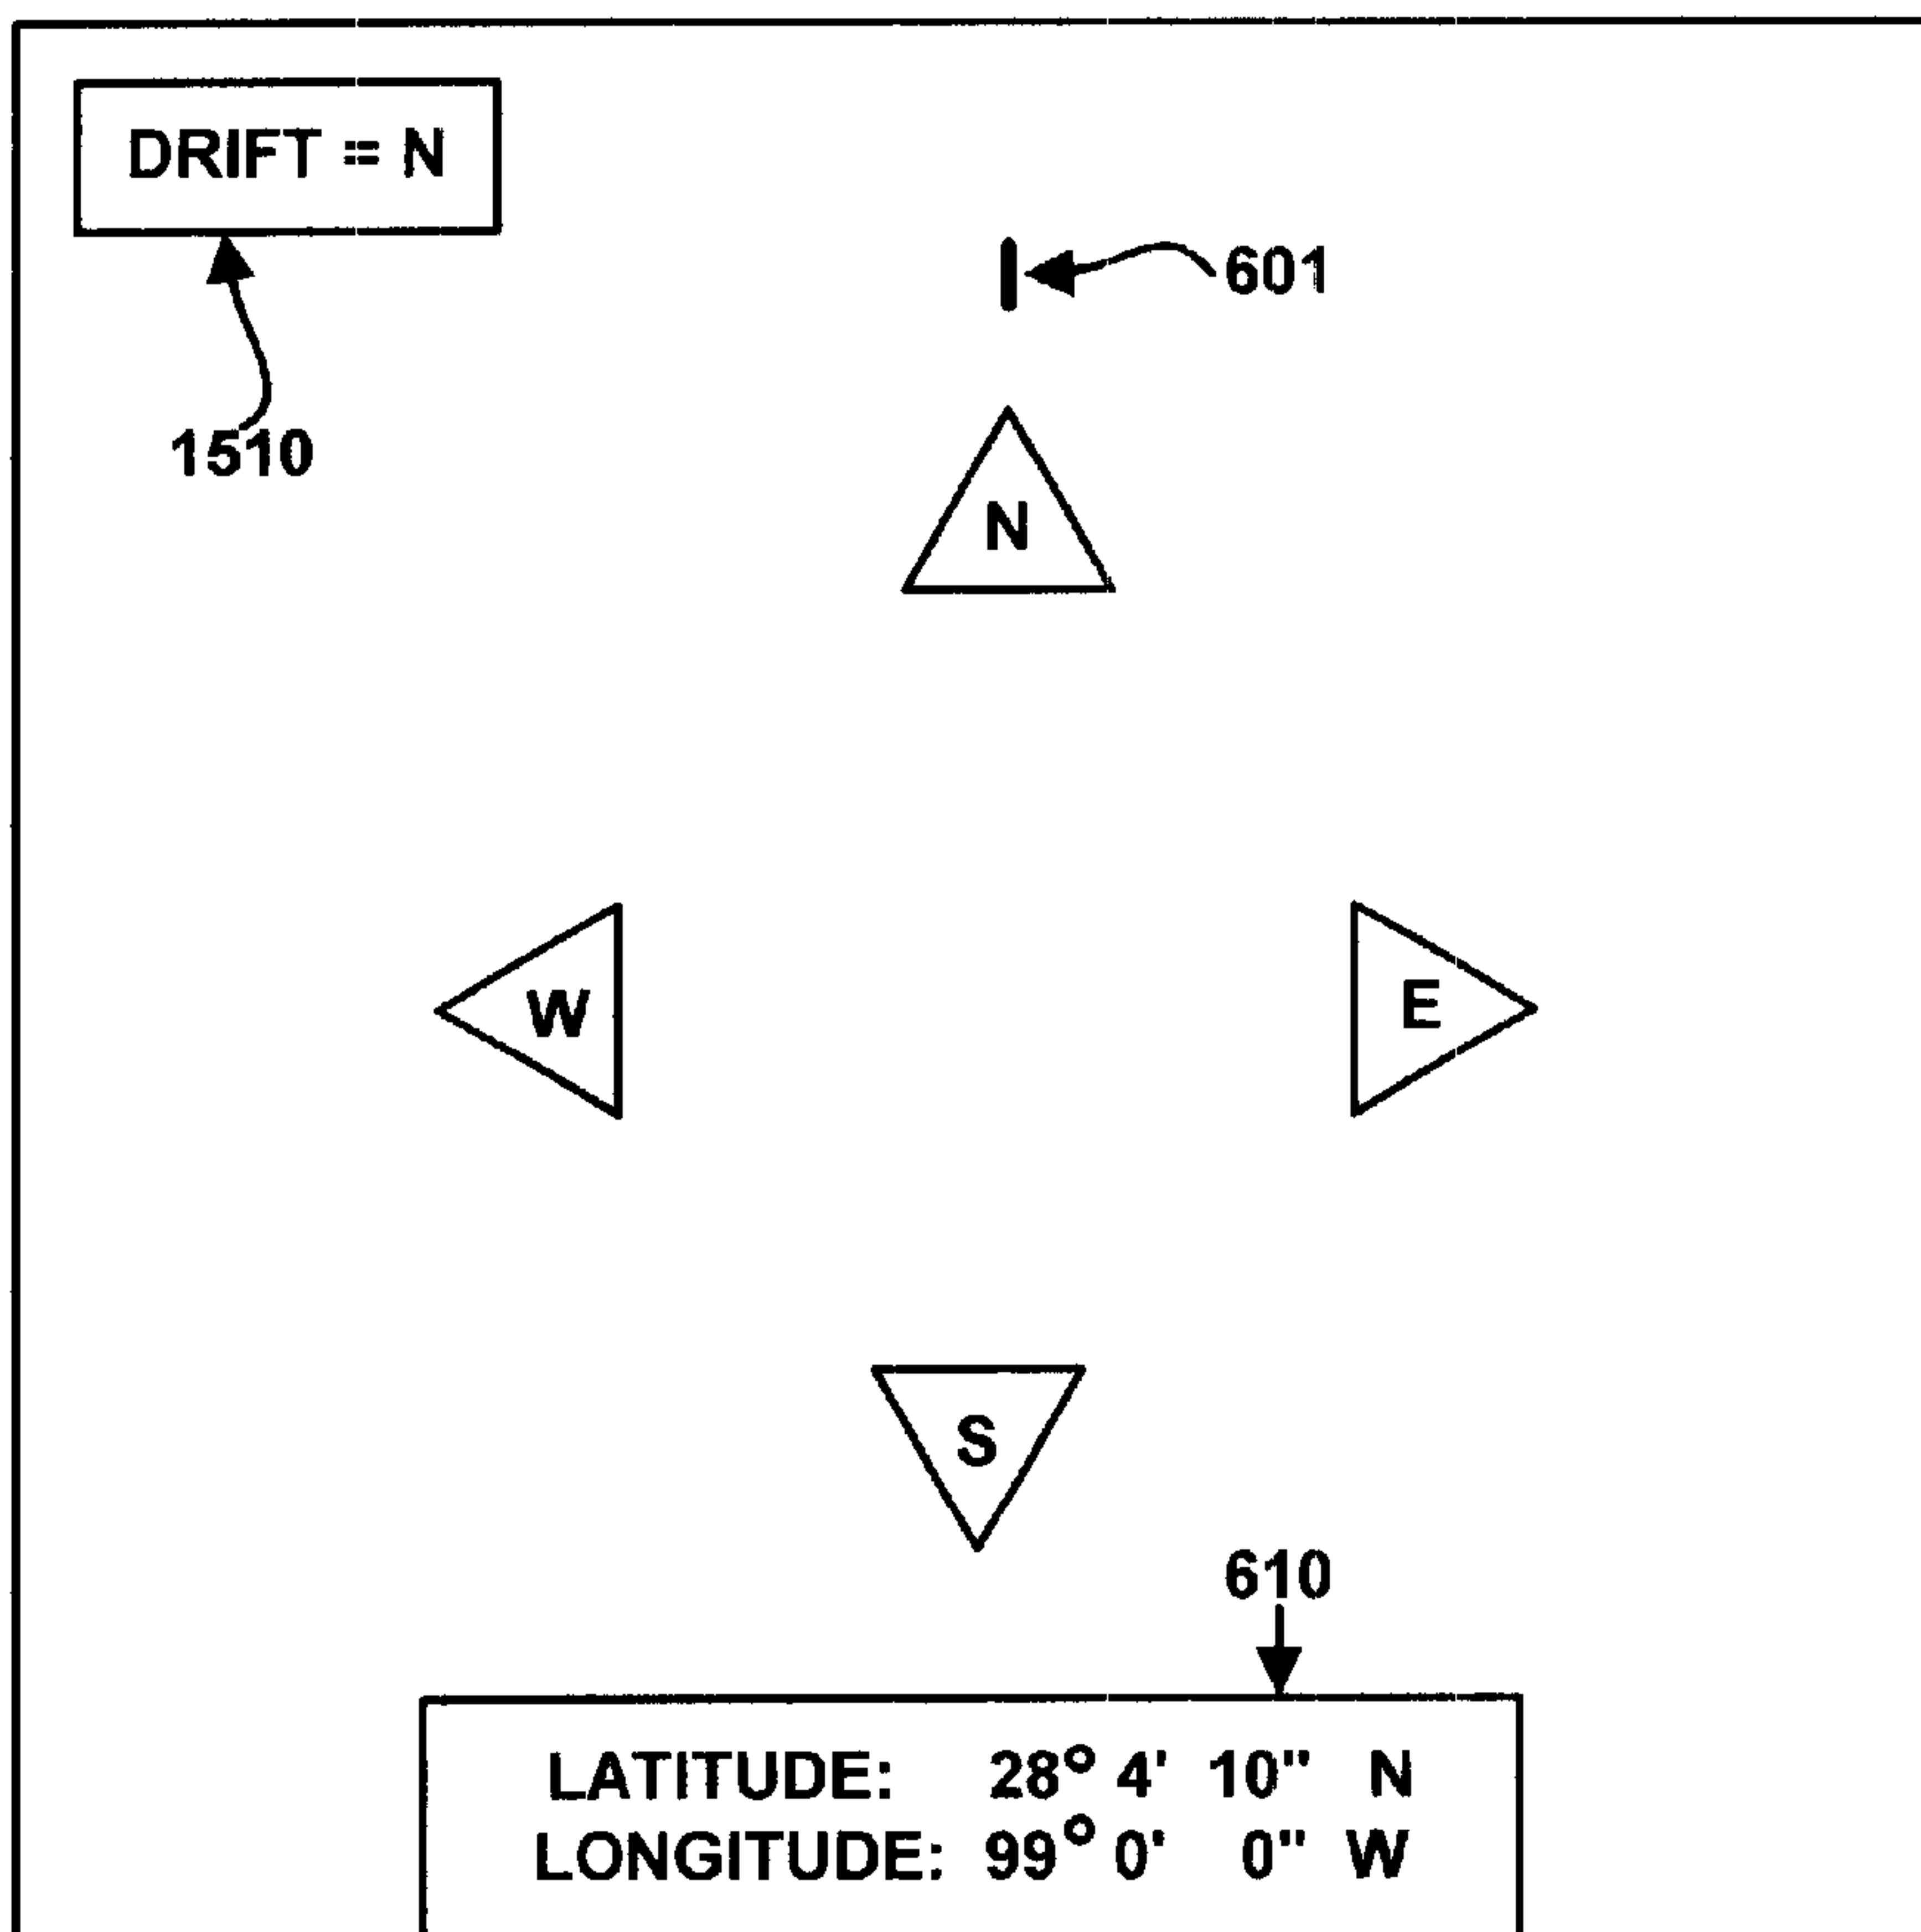 DRIFT = N
601
1510
N
W
E
S
610
LATITUDE: 28° 4' 10" N
LONGITUDE: 99° 0' 0" W